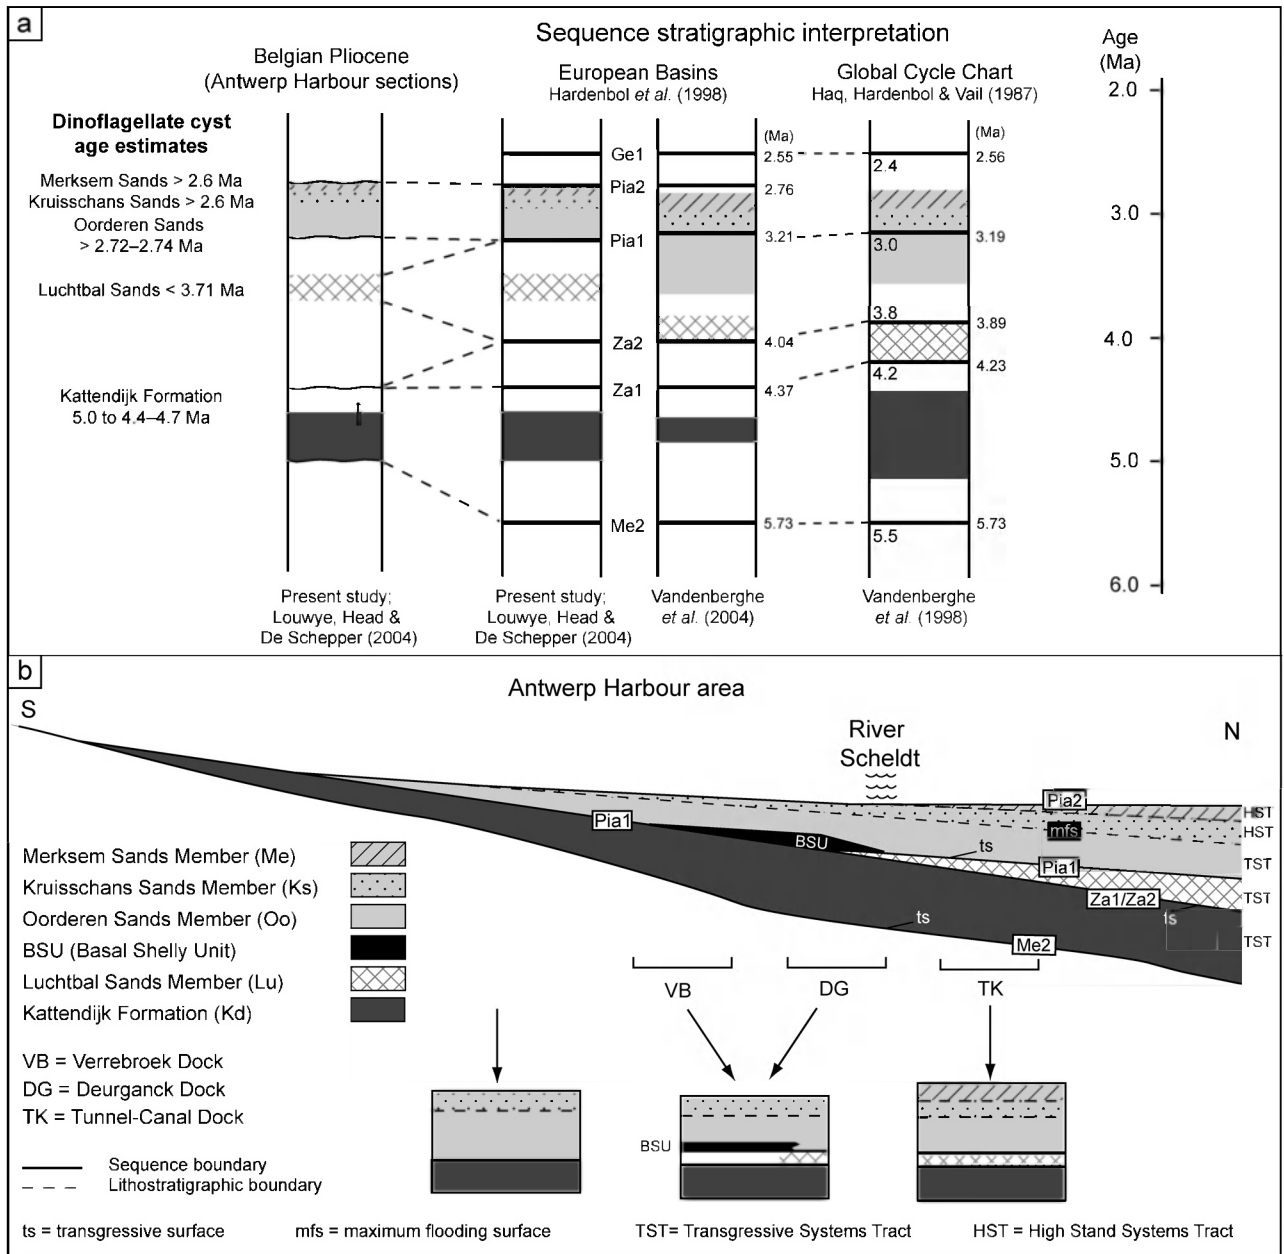 a
Sequence stratigraphic interpretation
Belgian Pliocene
(Antwerp Harbour sections)
European Basins
Hardenbol et al. (1998)
Global Cycle Chart
Haq, Hardenbol & Vail (1987)
Age
(Ma)
Dinoflagellate cyst
age estimates
Merksem Sands > 2.6 Ma
Kruisschans Sands > 2.6 Ma
Oorderen Sands
> 2.72–2.74 Ma
Luchtbal Sands < 3.71 Ma
Kattendijk Formation
5.0 to 4.4–4.7 Ma
Ge1
Pia2
Pia1
Za2
Za1
Me2
(Ma)
2.55
2.76
3.21
4.04
4.37
5.73
2.4
3.0
3.8
4.2
5.5
(Ma)
2.56
3.19
3.89
4.23
5.73
2.0
3.0
4.0
5.0
6.0
Present study;
Louwye, Head &
De Schepper (2004)
Present study;
Louwye, Head &
De Schepper (2004)
Vandenberghe
et al. (2004)
Vandenberghe
et al. (1998)
b
Antwerp Harbour area
S
N
River
Scheldt
Pia2
HST
mfs
HST
Pia1
BSU
ts
Pia1
TST
Za1/Za2
TST
ts
ts
Me2
TST
Merksem Sands Member (Me)
Kruisschans Sands Member (Ks)
Oorderen Sands Member (Oo)
BSU (Basal Shelly Unit)
Luchtbal Sands Member (Lu)
Kattendijk Formation (Kd)
VB
DG
TK
VB = Verrebroek Dock
DG = Deurganck Dock
TK = Tunnel-Canal Dock
BSU
Sequence boundary
Lithostratigraphic boundary
ts = transgressive surface
mfs = maximum flooding surface
TST= Transgressive Systems Tract
HST = High Stand Systems Tract